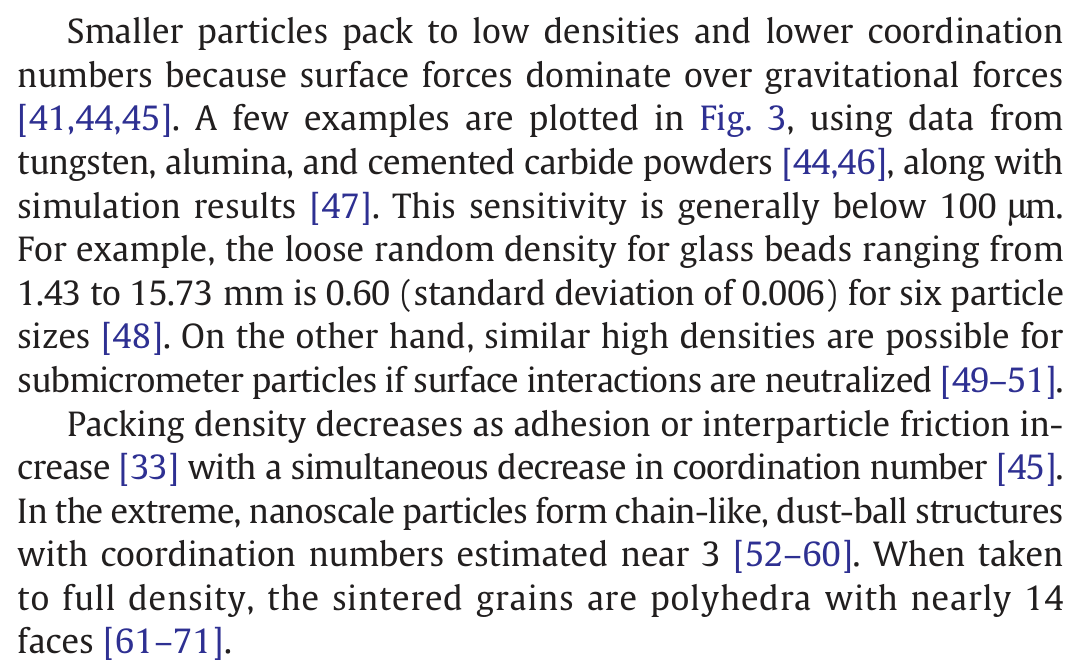 Smaller particles pack to low densities and lower coordination
numbers because surface forces dominate over gravitational forces
[41,44,45]. A few examples are plotted in Fig. 3, using data from
tungsten, alumina, and cemented carbide powders [44,46], along with
simulation results [47]. This sensitivity is generally below 100 μm.
For example, the loose random density for glass beads ranging from
1.43 to 15.73 mm is 0.60 (standard deviation of 0.006) for six particle
sizes [48]. On the other hand, similar high densities are possible for
submicrometer particles if surface interactions are neutralized [49–51].
Packing density decreases as adhesion or interparticle friction in-
crease [33] with a simultaneous decrease in coordination number [45].
In the extreme, nanoscale particles form chain-like, dust-ball structures
with coordination numbers estimated near 3 [52–60]. When taken
to full density, the sintered grains are polyhedra with nearly 14
faces [61–71].